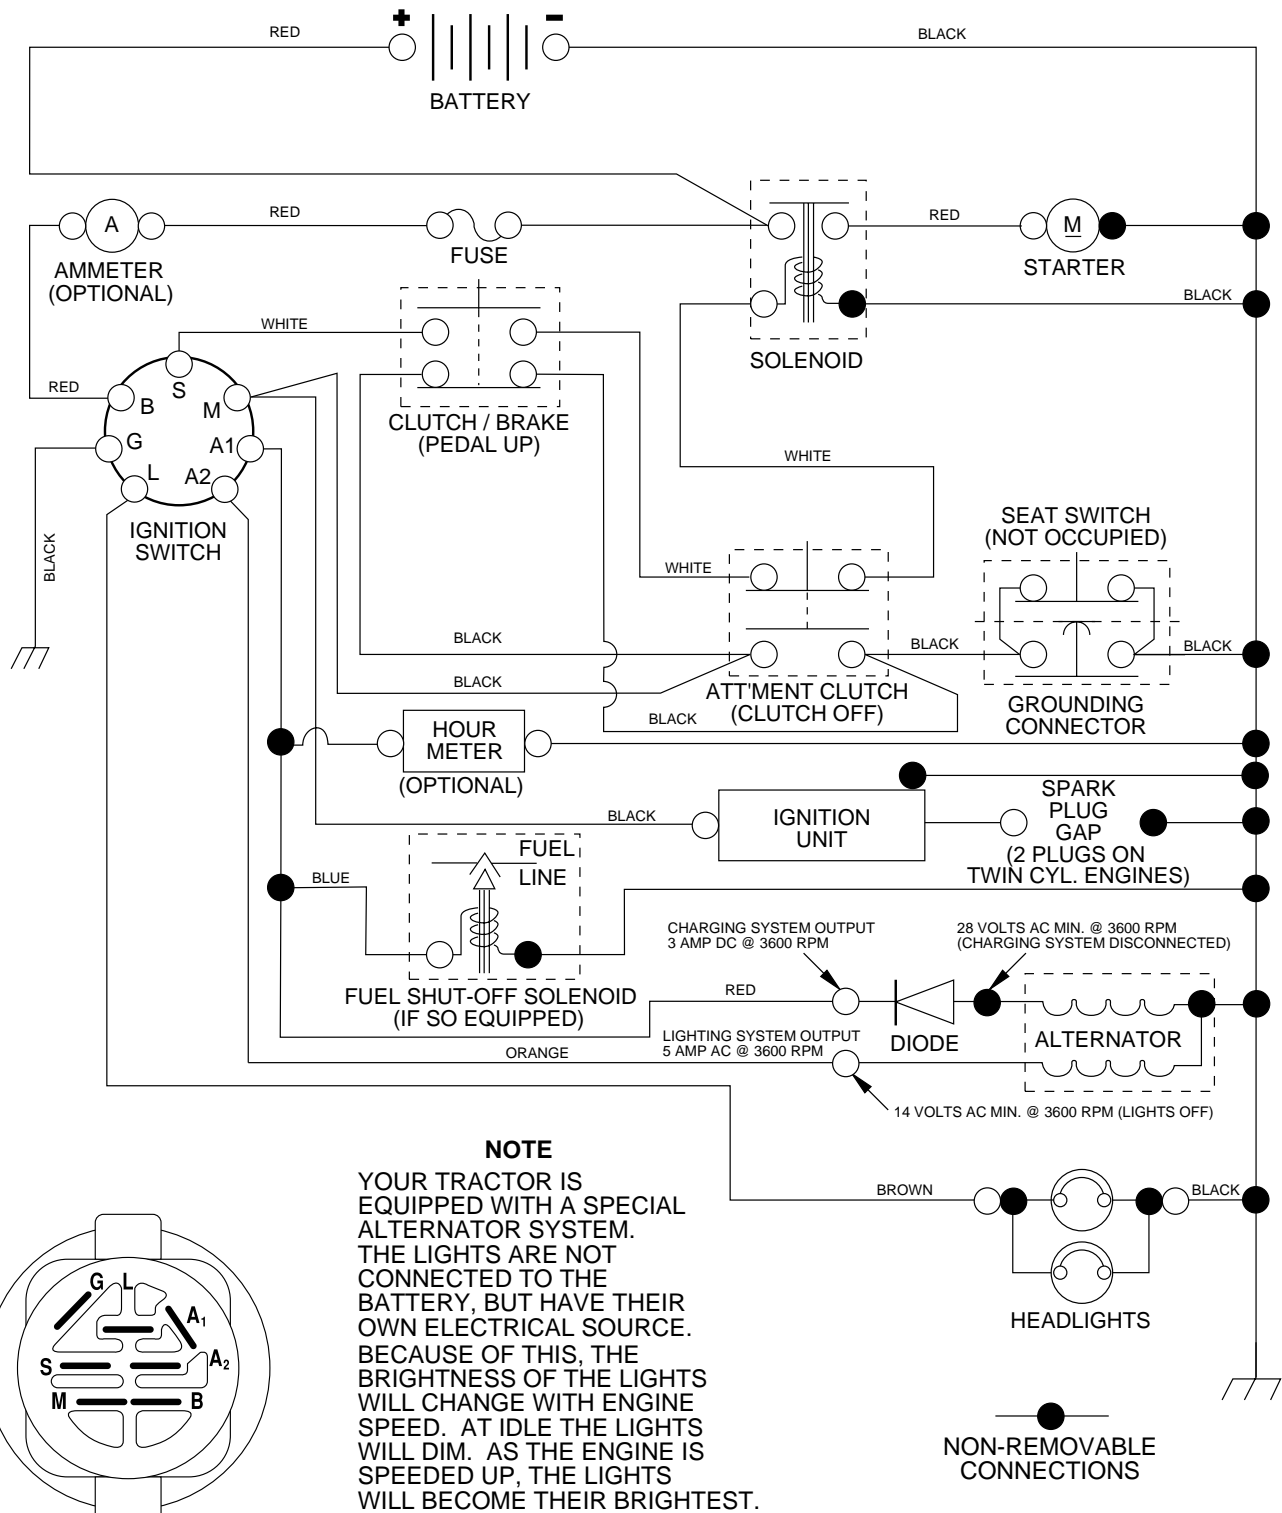 +
−
RED
BLACK
BATTERY
A
RED
FUSE
RED
M
STARTER
AMMETER
(OPTIONAL)
BLACK
WHITE
SOLENOID
RED
S
B
M
G
A1
L
A2
CLUTCH / BRAKE
(PEDAL UP)
WHITE
IGNITION
SWITCH
BLACK
SEAT SWITCH
(NOT OCCUPIED)
WHITE
BLACK
BLACK
BLACK
BLACK
ATT'MENT CLUTCH
(CLUTCH OFF)
BLACK
GROUNDING
CONNECTOR
HOUR
METER
(OPTIONAL)
BLACK
IGNITION
UNIT
SPARK
PLUG
GAP
(2 PLUGS ON
TWIN CYL. ENGINES)
FUEL
LINE
BLUE
CHARGING SYSTEM OUTPUT
3 AMP DC @ 3600 RPM
28 VOLTS AC MIN. @ 3600 RPM
(CHARGING SYSTEM DISCONNECTED)
FUEL SHUT-OFF SOLENOID
(IF SO EQUIPPED)
RED
DIODE
ALTERNATOR
LIGHTING SYSTEM OUTPUT
5 AMP AC @ 3600 RPM
ORANGE
14 VOLTS AC MIN. @ 3600 RPM (LIGHTS OFF)
BROWN
BLACK
HEADLIGHTS
NOTE
YOUR TRACTOR IS
EQUIPPED WITH A SPECIAL
ALTERNATOR SYSTEM.
THE LIGHTS ARE NOT
CONNECTED TO THE
BATTERY, BUT HAVE THEIR
OWN ELECTRICAL SOURCE.
BECAUSE OF THIS, THE
BRIGHTNESS OF THE LIGHTS
WILL CHANGE WITH ENGINE
SPEED. AT IDLE THE LIGHTS
WILL DIM. AS THE ENGINE IS
SPEEDED UP, THE LIGHTS
WILL BECOME THEIR BRIGHTEST.
G L
A1
S
A2
M
B
NON-REMOVABLE
CONNECTIONS